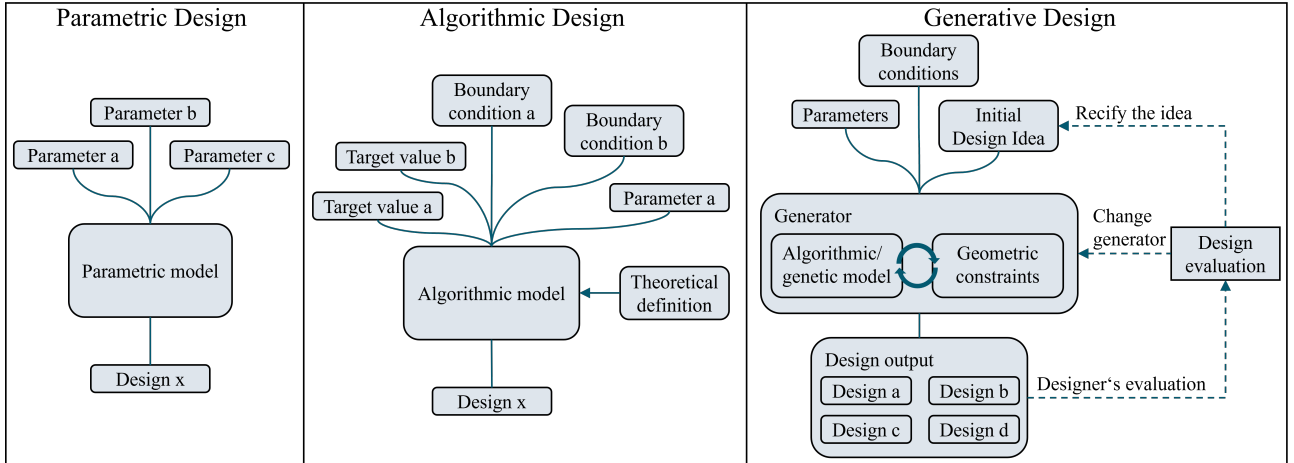 Parametric Design
Parameter b
Parameter a
Parameter c
Parametric model
Design x
Algorithmic Design
Boundary
condition a
Boundary
condition b
Target value b
Target value a
Parameter a
Algorithmic model
Theoretical
definition
Design x
Generative Design
Boundary
conditions
Parameters
Initial
Design Idea
Recify the idea
Generator
Algorithmic/
genetic model
Geometric
constraints
Change
generator
Design
evaluation
Design output
Design a
Design b
Design c
Design d
Designer‘s evaluation